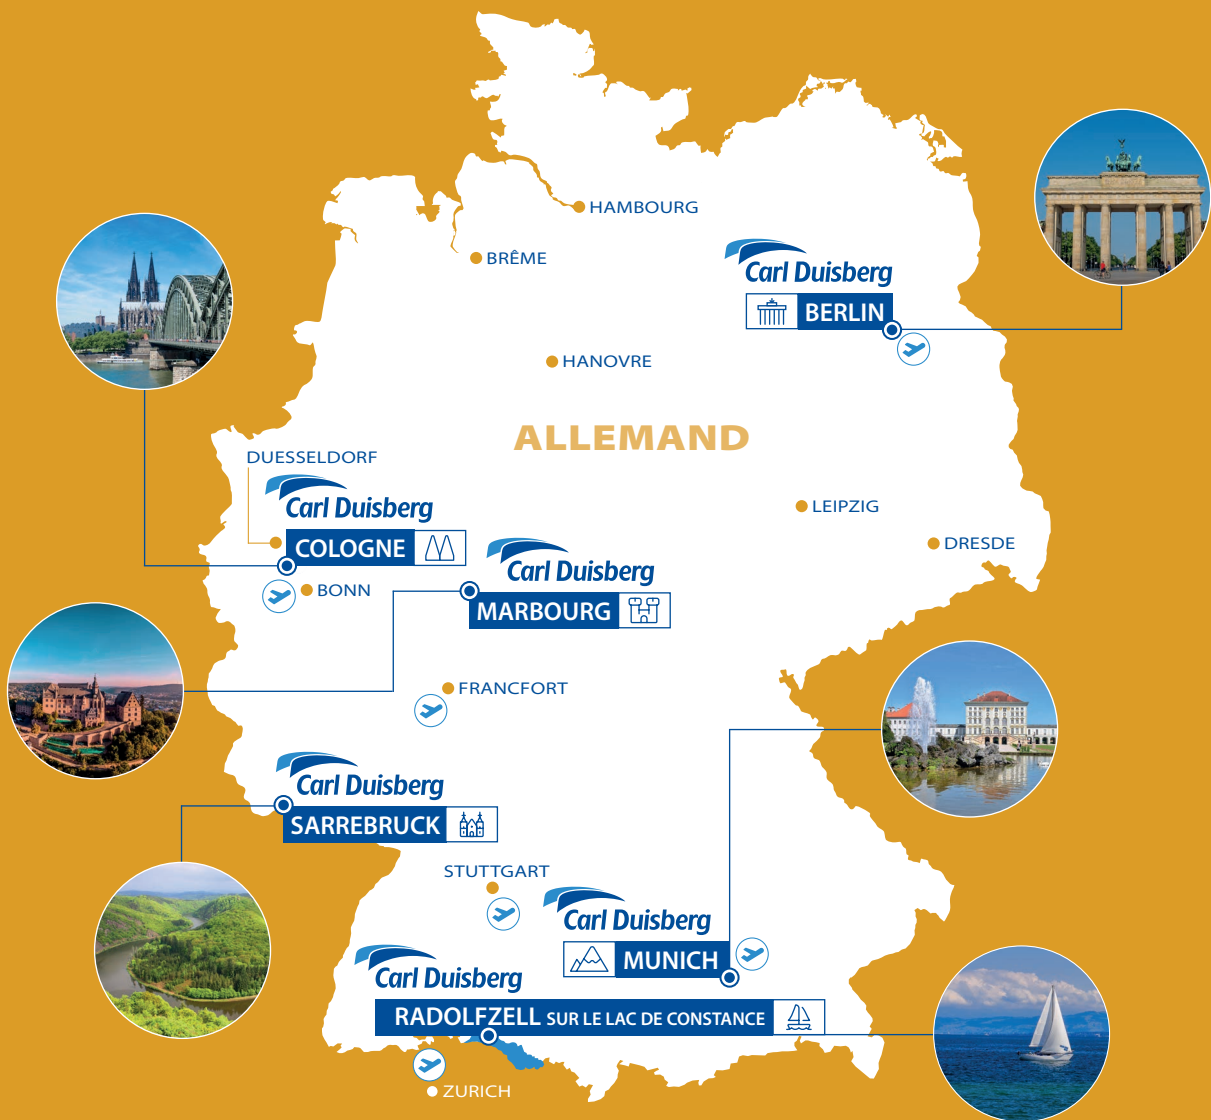 HAMBOURG
BRÊME
Carl Duisberg
BERLIN
HANOVRE
ALLEMAND
DUESSELDORF
Carl Duisberg
COLOGNE
LEIPZIG
DRESDE
BONN
Carl Duisberg
MARBOURG
FRANCFORT
Carl Duisberg
SARREBRUCK
STUTTGART
Carl Duisberg
MUNICH
Carl Duisberg
RADOLFZELL SUR LE LAC DE CONSTANCE
ZURICH